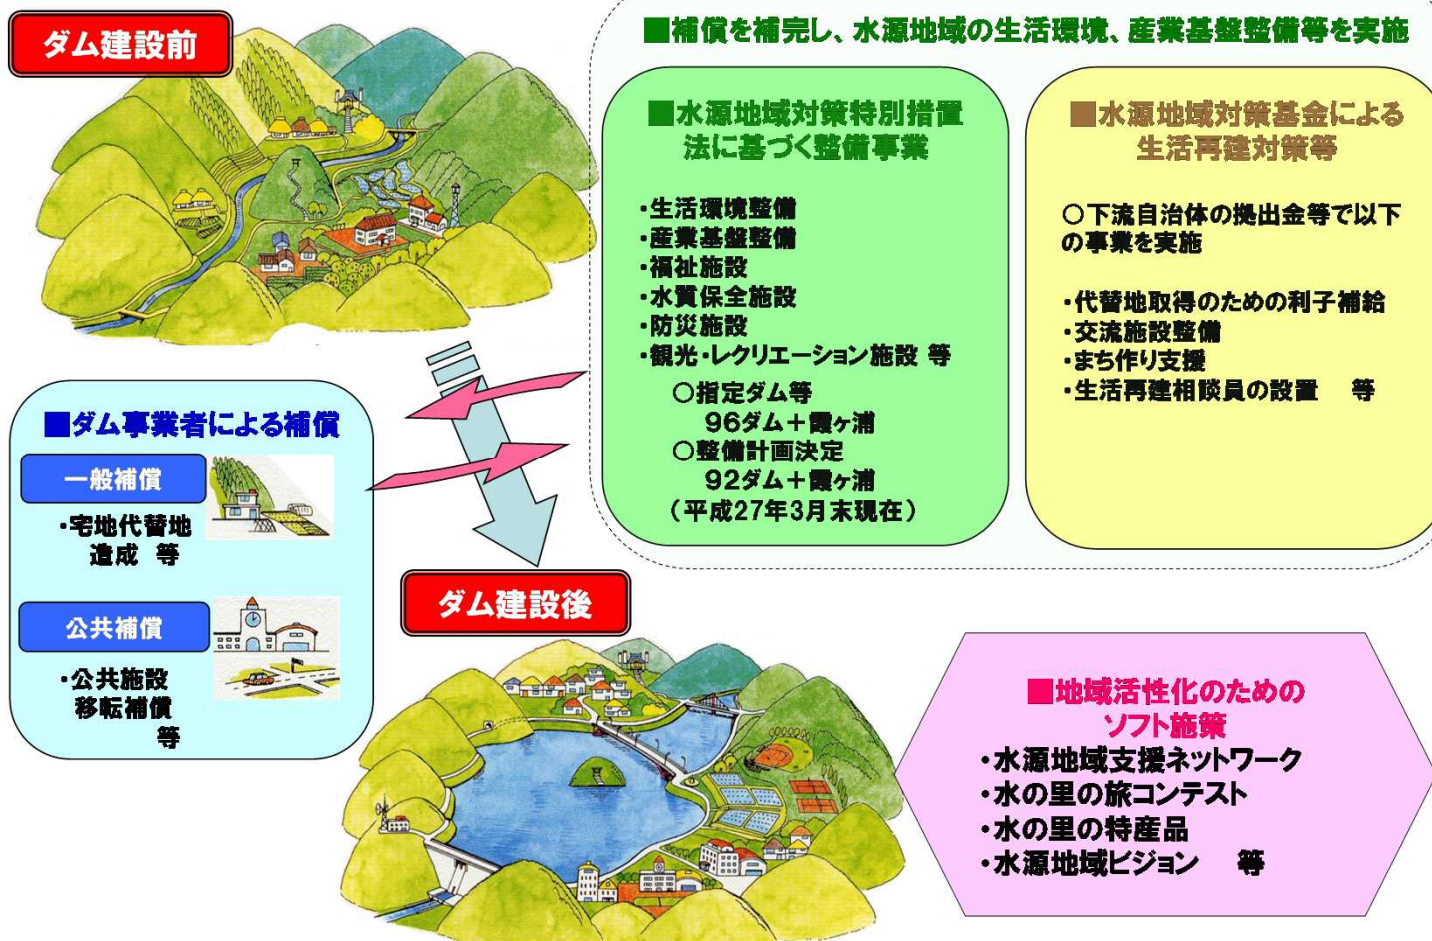 ダム建設前
■補償を補完し、水源地域の生活環境、産業基盤整備等を実施
■水源地域対策特別措置
法に基づく整備事業
・生活環境整備
・産業基盤整備
・福祉施設
・水質保全施設
・防災施設
・観光・レクリエーション施設 等
○指定ダム等
96ダム＋霞ヶ浦
○整備計画決定
92ダム＋霞ヶ浦
（平成27年3月末現在）
■水源地域対策基金による
生活再建対策等
○下流自治体の拠出金等で以下
の事業を実施
・代替地取得のための利子補給
・交流施設整備
・まち作り支援
・生活再建相談員の設置 等
■ダム事業者による補償
一般補償
・宅地代替地
造成 等
公共補償
・公共施設
移転補償
等
ダム建設後
■地域活性化のための
ソフト施策
・水源地域支援ネットワーク
・水の里の旅コンテスト
・水の里の特産品
・水源地域ビジョン 等